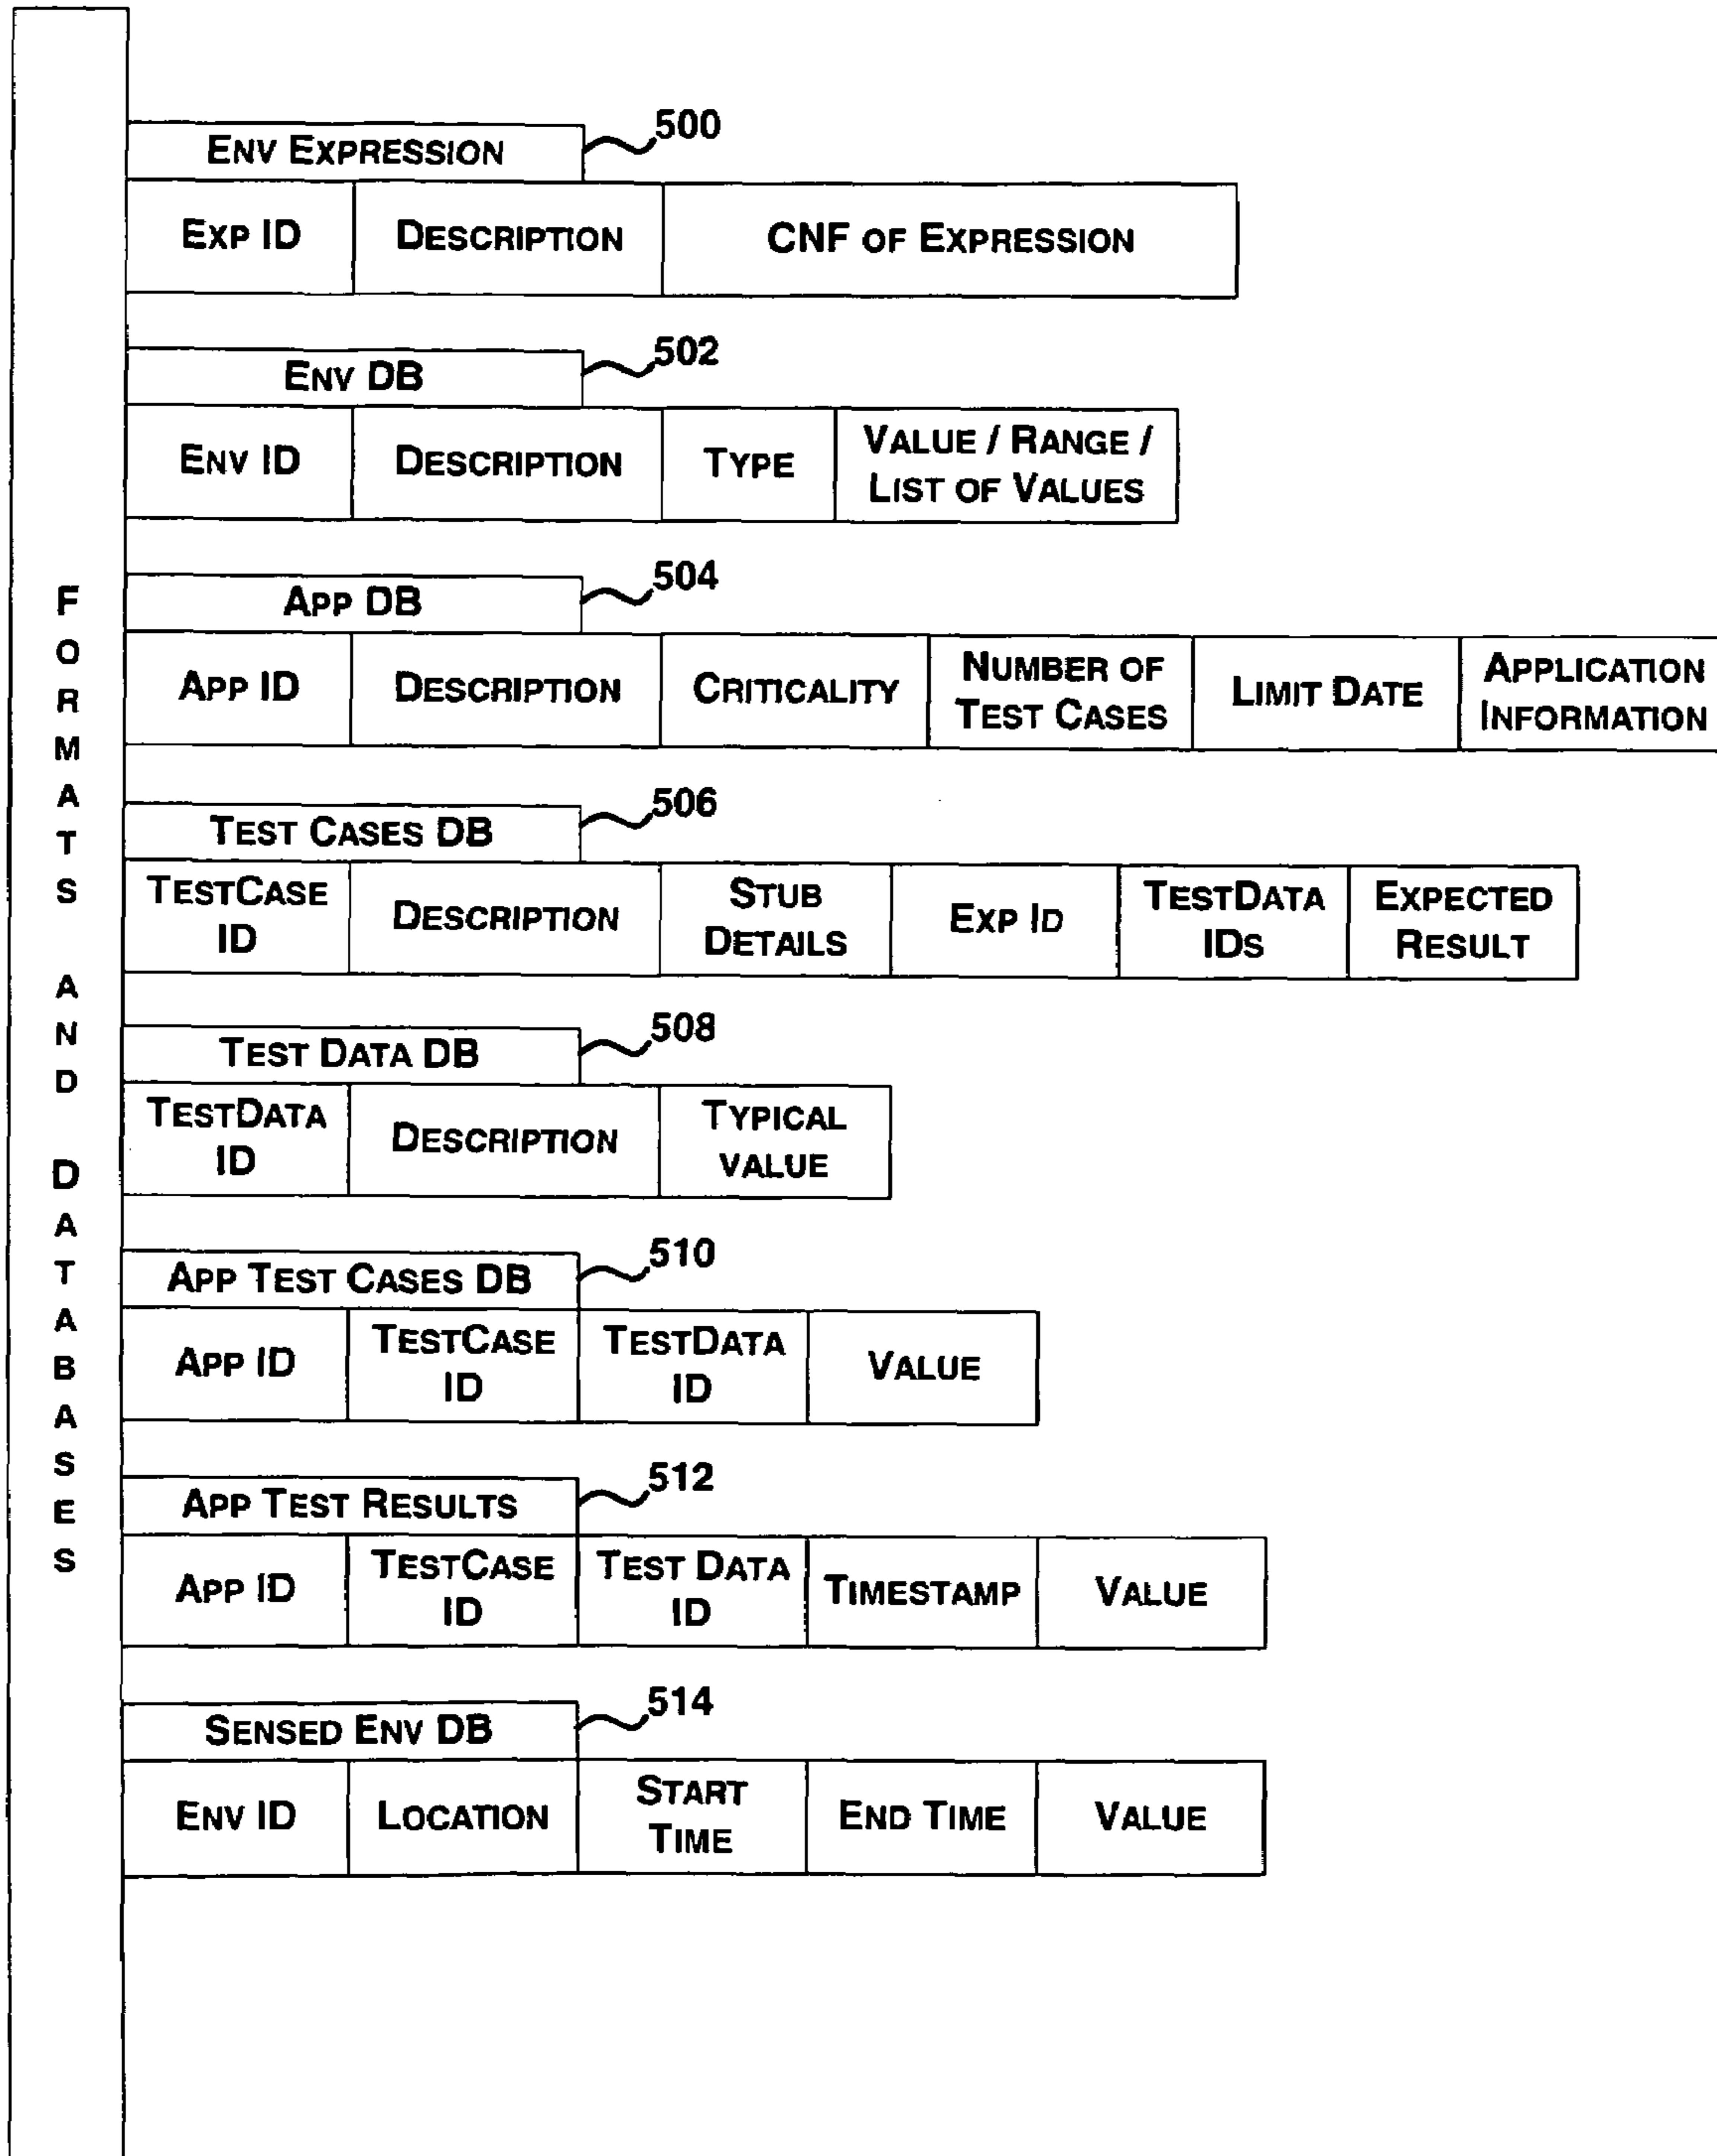 FORMATS AND DATABASES
ENV EXPRESSION
500
EXP ID
DESCRIPTION
CNF OF EXPRESSION
ENV DB
502
ENV ID
DESCRIPTION
TYPE
VALUE / RANGE /
LIST OF VALUES
APP DB
504
APP ID
DESCRIPTION
CRITICALITY
NUMBER OF
TEST CASES
LIMIT DATE
APPLICATION
INFORMATION
TEST CASES DB
506
TESTCASE
ID
DESCRIPTION
STUB
DETAILS
EXP ID
TESTDATA
IDS
EXPECTED
RESULT
TEST DATA DB
508
TESTDATA
ID
DESCRIPTION
TYPICAL
VALUE
APP TEST CASES DB
510
APP ID
TESTCASE
ID
TESTDATA
ID
VALUE
APP TEST RESULTS
512
APP ID
TESTCASE
ID
TEST DATA
ID
TIMESTAMP
VALUE
SENSED ENV DB
514
ENV ID
LOCATION
START
TIME
END TIME
VALUE